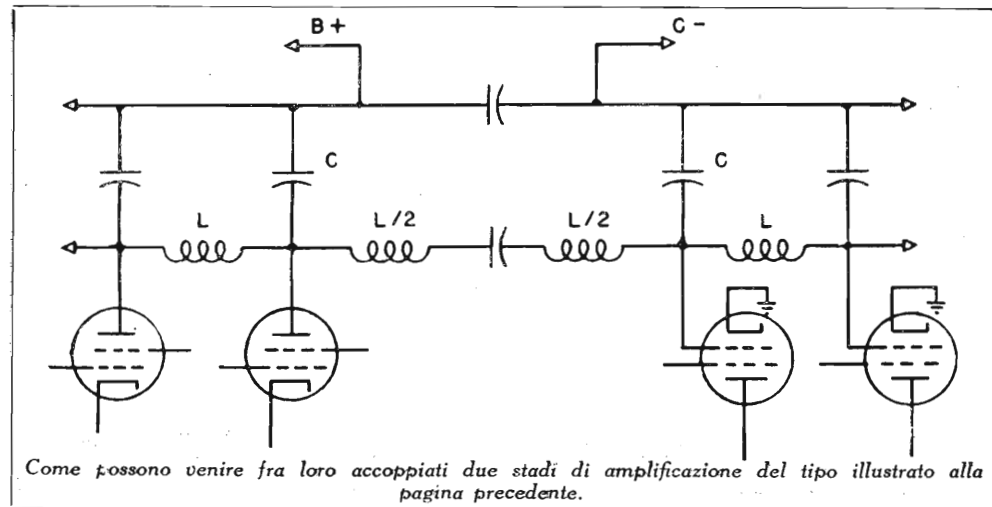 B+ C-
C C
L L/2 L/2 L
Come possono venire fra loro accoppiati due stadi di amplificazione del tipo illustrato alla
pagina precedente.